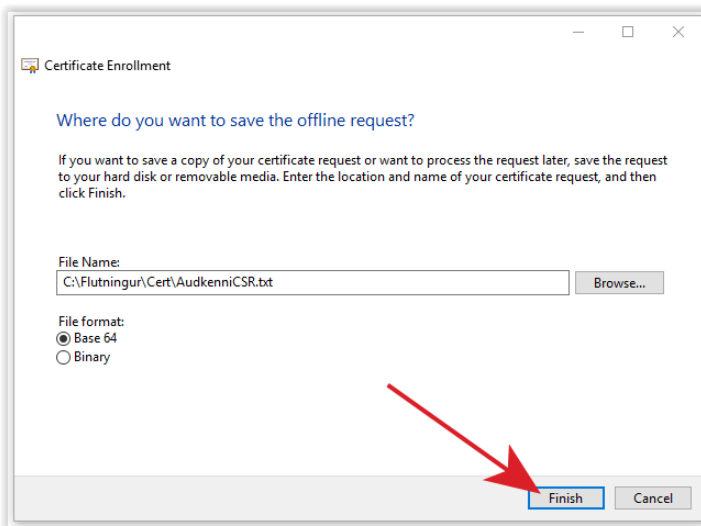 Certificate Enrollment
Where do you want to save the offline request?
If you want to save a copy of your certificate request or want to process the request later, save the request
to your hard disk or removable media. Enter the location and name of your certificate request, and then
click Finish.
File Name:
C:\Flutningur\Cert\AudkenniCSR.txt
Browse...
File format:
Base 64
Binary
Finish
Cancel